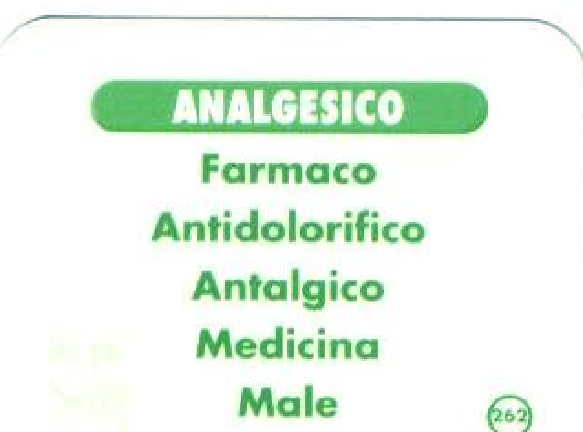 ANALGESICO
Farmaco
Antidolorifico
Antalgico
Medicina
Male
262